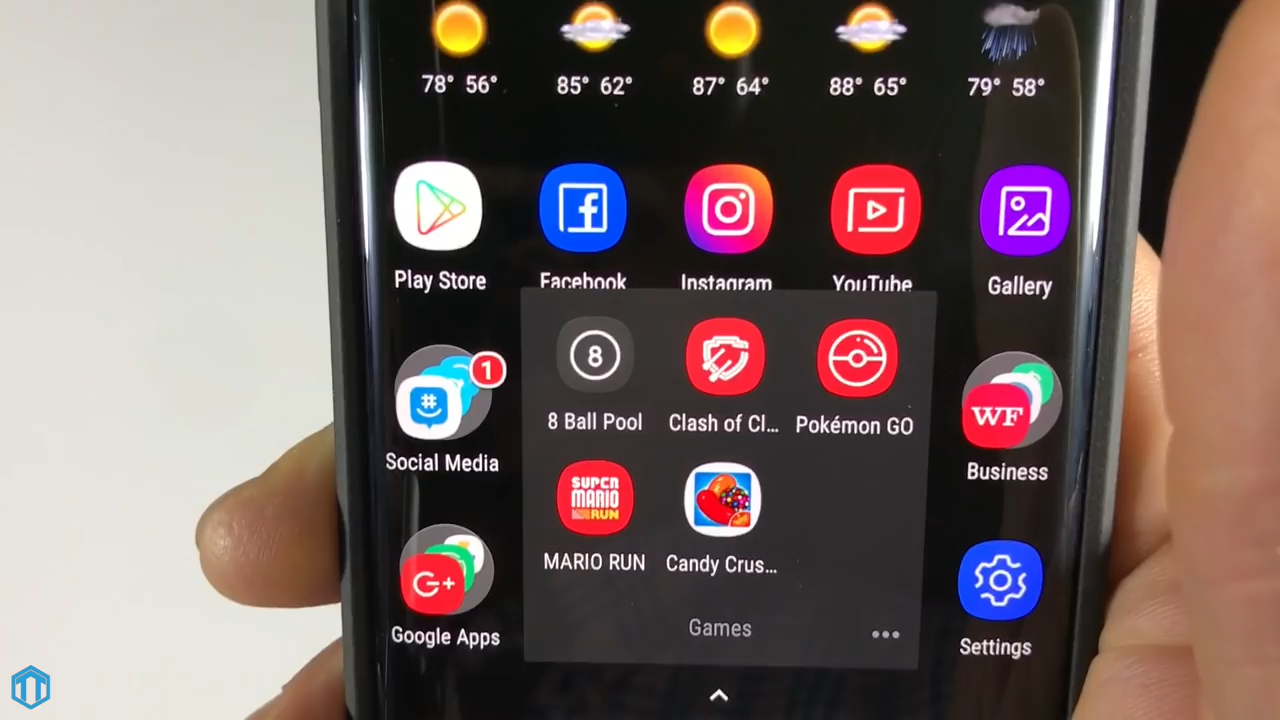 78° 56° 85° 62° 87° 64° 88° 65° 79° 58°
Play Store Facebook Instagram YouTube Gallery
8
8 Ball Pool Clash of Cl... Pokémon GO
1
WF
Social Media Business
SUPER
MARIO
RUN
MARIO RUN Candy Crus...
G+
Google Apps Games Settings